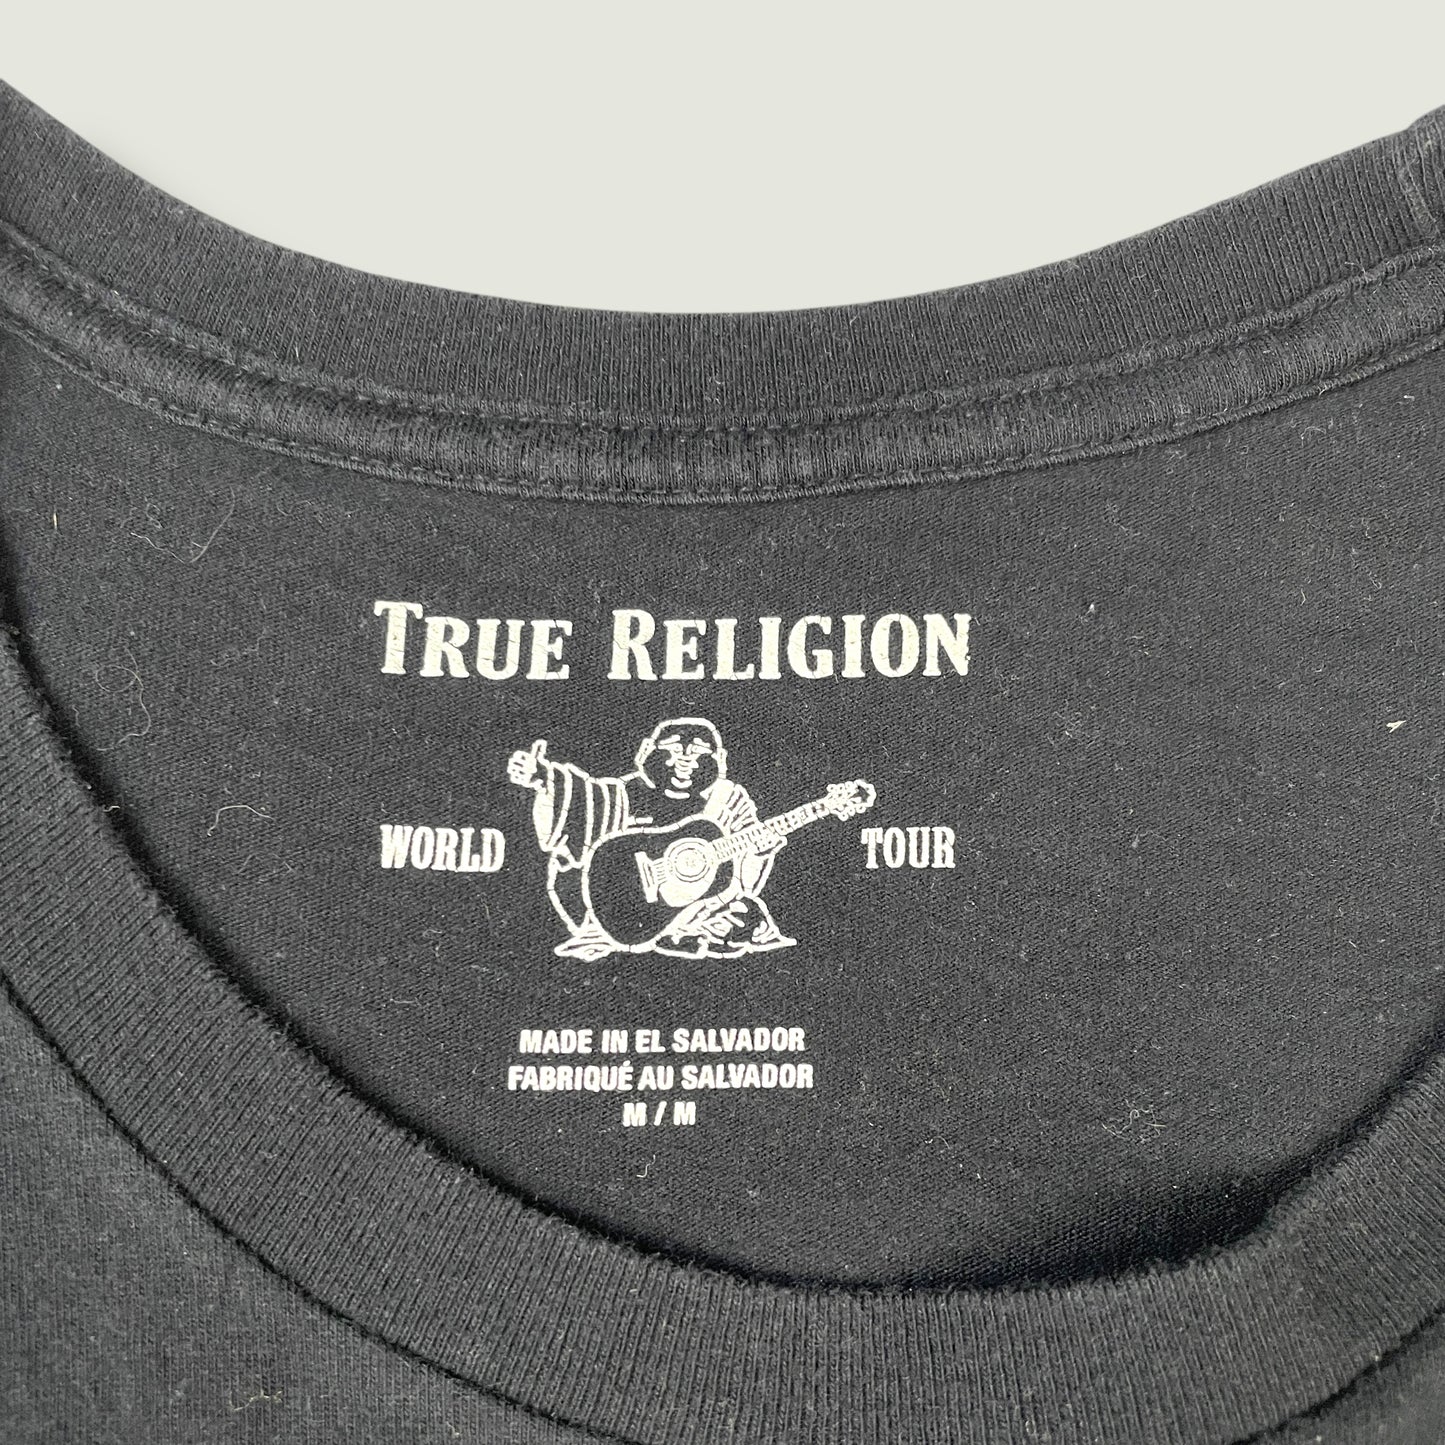 TRUE RELIGION
WORLD TOUR
MADE IN EL SALVADOR
FABRIQUÉ AU SALVADOR
M / M